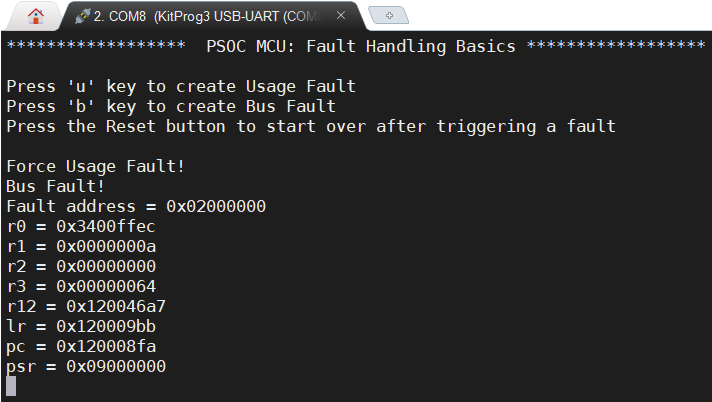 2. COM8 (KitProg3 USB-UART (COM
****************** PSOC MCU: Fault Handling Basics ******************
Press 'u' key to create Usage Fault
Press 'b' key to create Bus Fault
Press the Reset button to start over after triggering a fault
Force Usage Fault!
Bus Fault!
Fault address = 0x02000000
r0 = 0x3400ffec
r1 = 0x0000000a
r2 = 0x00000000
r3 = 0x00000064
r12 = 0x120046a7
lr = 0x120009bb
pc = 0x120008fa
psr = 0x09000000